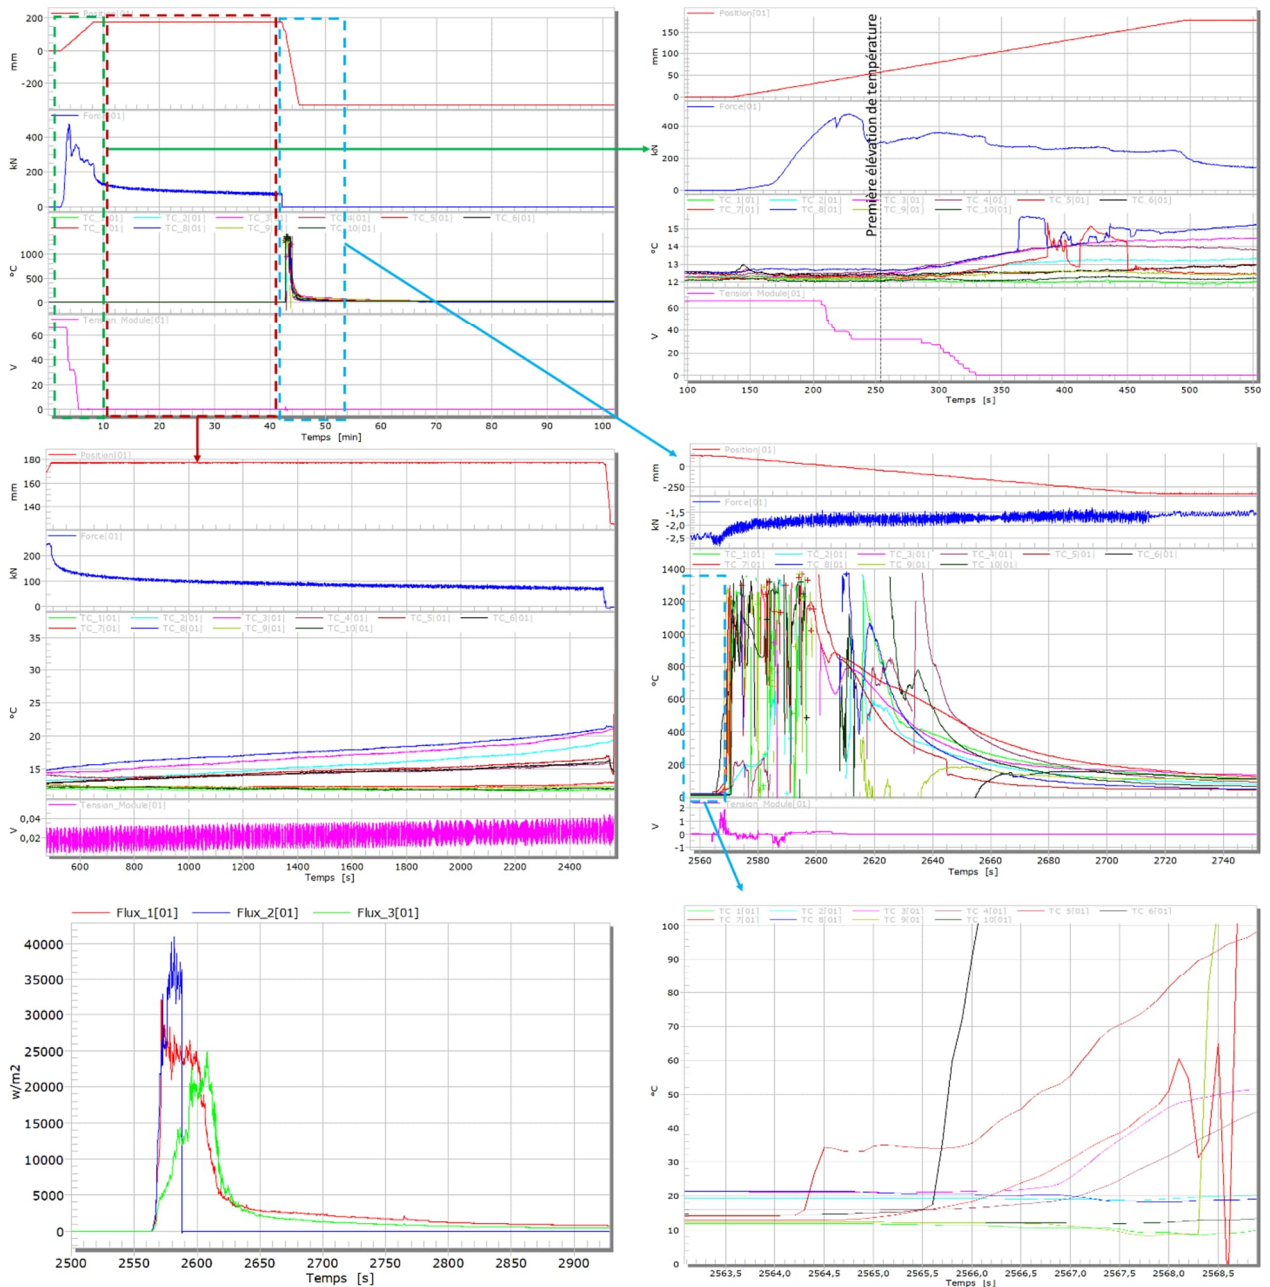 Position[01]
200
0
-200
mm
Force[01]
400
200
0
kN
TC_2[01]
TC_4[01]
TC_5[01]
TC_6[01]
TC_8[01]
TC_10[01]
1000
500
0
°C
Tension_Module[01]
60
40
20
0
V
10 20 30 40 50 60 70 80 90 100
Temps [min]
Position[01]
150
100
50
0
mm
Première élévation de température
Force[01]
400
200
0
kN
TC_1[01] TC_2[01] TC_3[01] TC_4[01] TC_5[01] TC_6[01]
TC_7[01] TC_8[01] TC_9[01] TC_10[01]
15
14
13
12
°C
Tension_Module[01]
60
40
20
0
V
100 150 200 250 300 350 400 450 500 550
Temps [s]
Position[01]
180
160
140
mm
Force[01]
200
100
0
kN
TC_1[01] TC_2[01] TC_3[01] TC_4[01] TC_5[01] TC_6[01]
TC_7[01] TC_8[01] TC_9[01] TC_10[01]
35
30
25
20
15
°C
Tension_Module[01]
0,04
0,02
V
600 800 1000 1200 1400 1600 1800 2000 2200 2400
Temps [s]
Position[01]
0
-250
mm
Force[01]
-1,5
-2,0
-2,5
kN
TC_1[01] TC_2[01] TC_3[01] TC_4[01] TC_5[01] TC_6[01]
TC_7[01] TC_8[01] TC_9[01] TC_10[01]
1400
1200
1000
800
600
400
200
0
°C
Tension_Module[01]
2
1
0
-1
V
2560 2580 2600 2620 2640 2660 2680 2700 2720 2740
Temps [s]
Flux_1[01] Flux_2[01] Flux_3[01]
40000
35000
30000
25000
20000
15000
10000
5000
0
w/m2
2500 2550 2600 2650 2700 2750 2800 2850 2900
Temps [s]
TC_1[01] TC_2[01] TC_3[01] TC_4[01] TC_5[01] TC_6[01]
TC_7[01] TC_8[01] TC_9[01] TC_10[01]
100
90
80
70
60
50
40
30
20
10
0
°C
2563,5 2564,0 2564,5 2565,0 2565,5 2566,0 2566,5 2567,0 2567,5 2568,0 2568,5
Temps [s]